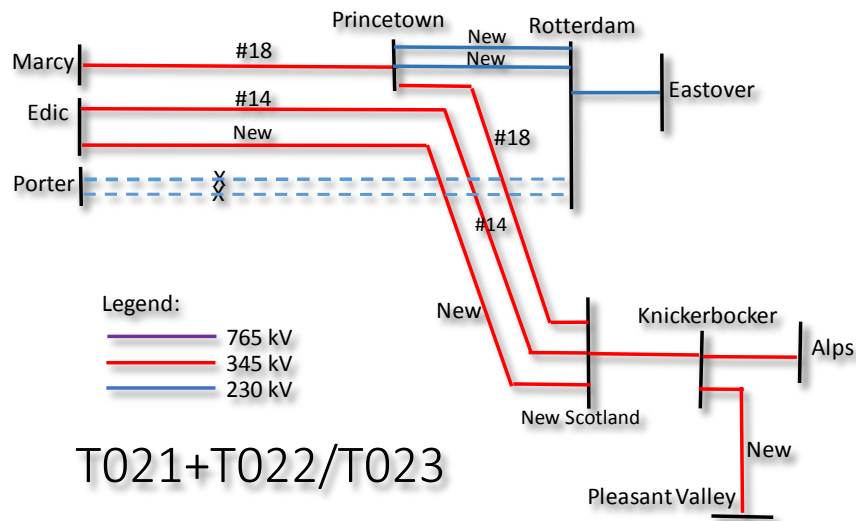 Princetown
Rotterdam
New
#18
New
Marcy
#14
Eastover
Edic
New
#18
X
Porter
X
#14
Legend:
New
Knickerbocker
765 kV
345 kV
Alps
230 kV
New Scotland
T021+T022/T023
New
Pleasant Valley